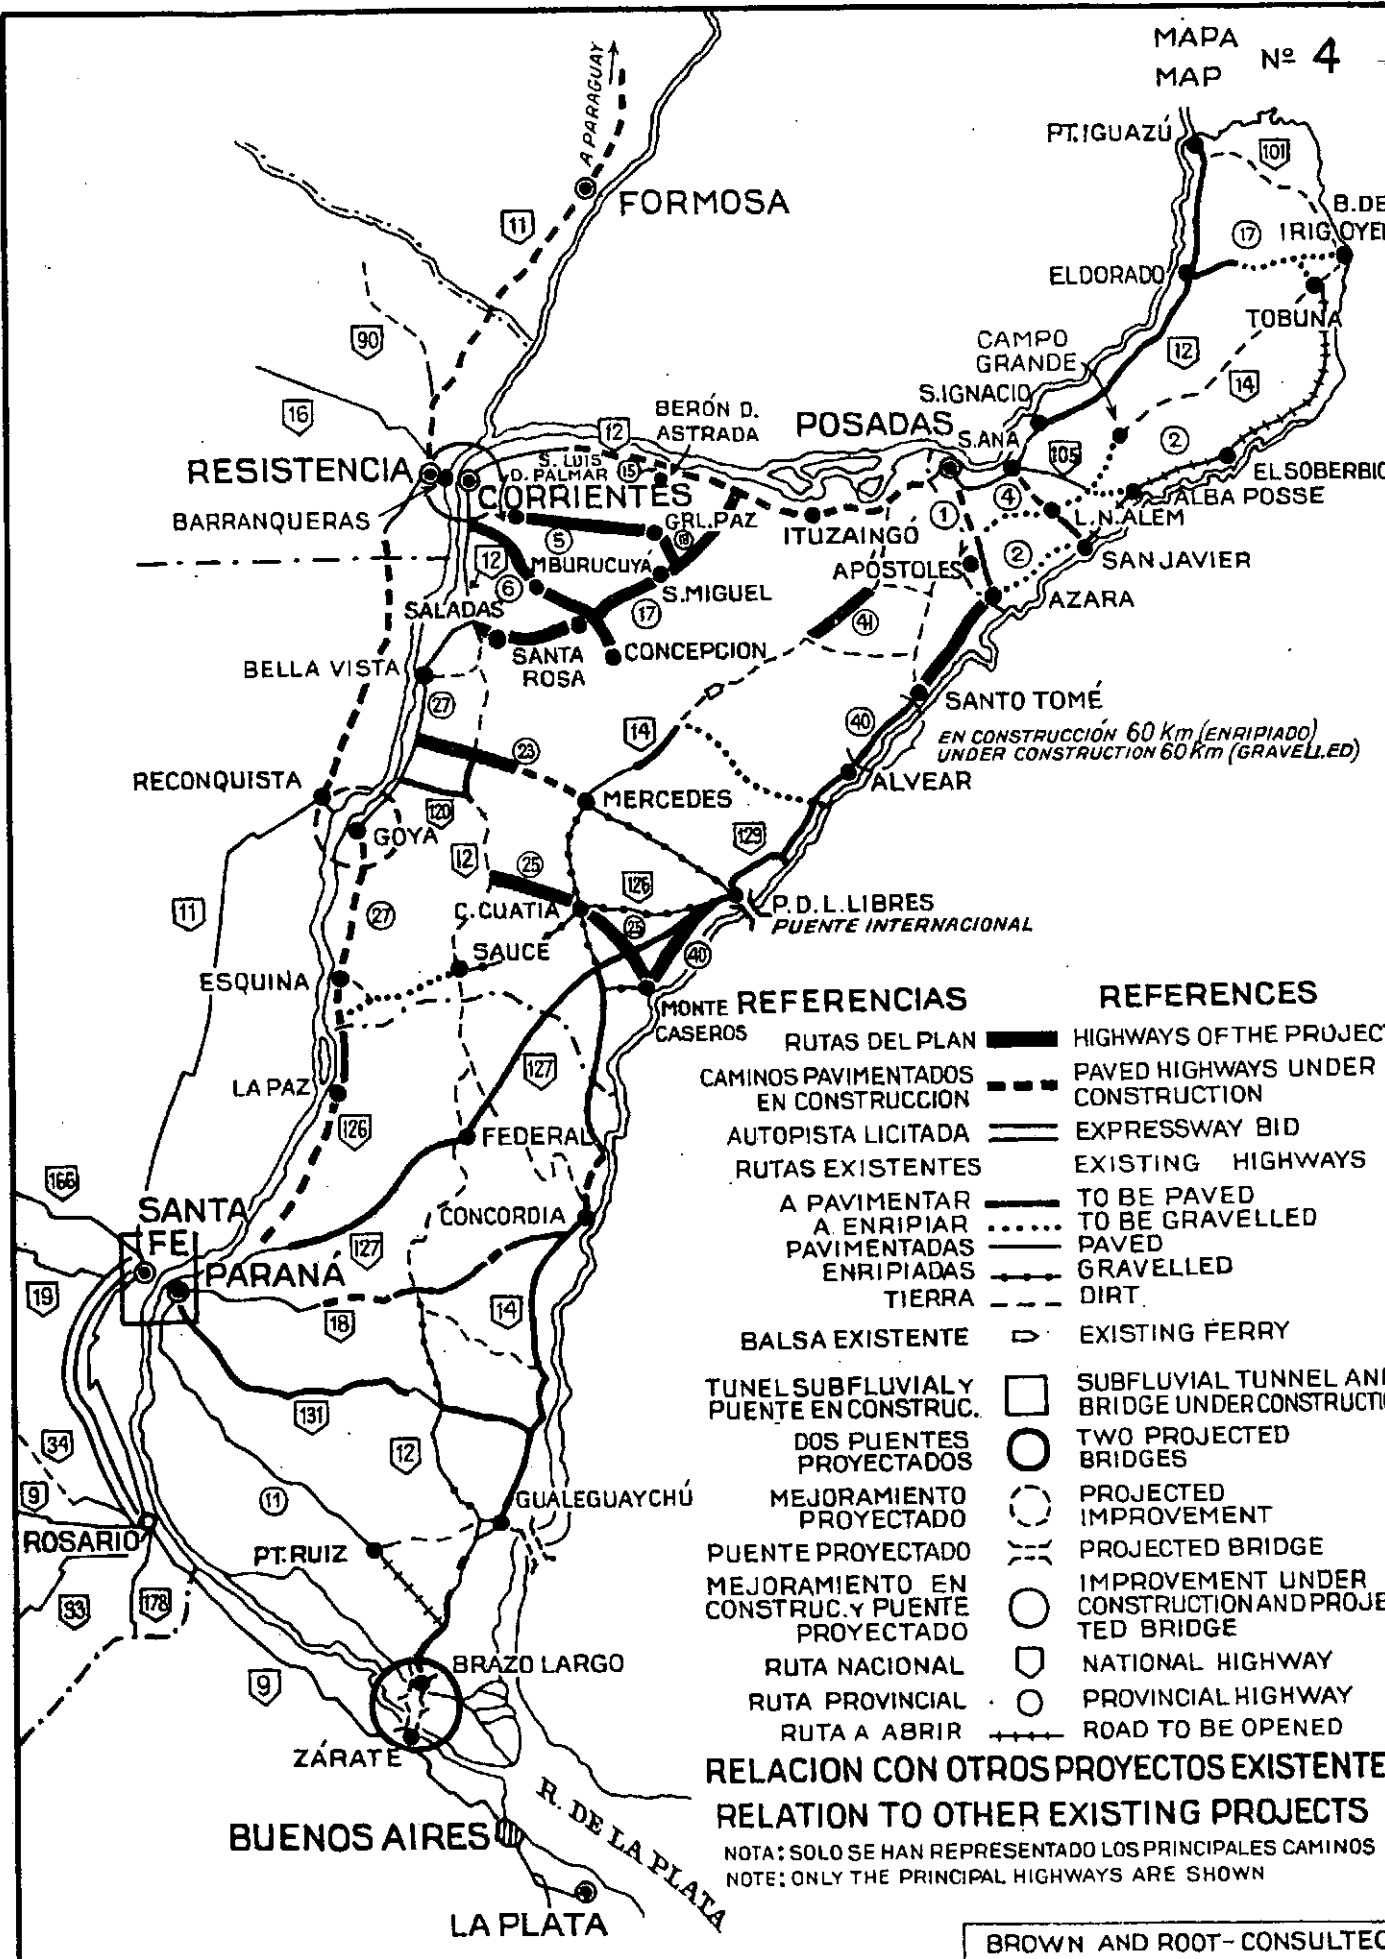 MAPA
MAP
Nº 4
A PARAGUAY
PT. IGUAZÚ
101
FORMOSA
11
B. DE
IRIGOYE
17
ELDORADO
TOBUNA
90
CAMPO
GRANDE
12
14
S. IGNACIO
16
BERÓN D.
ASTRADA
12
POSADAS
S. ANA
105
2
EL SOBERBIO
RESISTENCIA
S. LUIS
D. PALMAR
15
CORRIENTES
ALBA POSSE
BARRANQUERAS
4
L.N. ALEM
GRL. PAZ
ITUZAINGÓ
1
5
18
12
MBURUCUYA
2
SAN JAVIER
APÓSTOLES
6
S. MIGUEL
AZARA
SALADAS
17
41
SANTA
ROSA
CONCEPCION
BELLA VISTA
27
SANTO TOMÉ
40
14
EN CONSTRUCCIÓN 60 Km (ENRIPIADO)
UNDER CONSTRUCTION 60 Km (GRAVELLED)
23
RECONQUISTA
MERCEDES
ALVEAR
120
GOYA
129
12
25
126
11
27
C. CUATIA
P.D.L. LIBRES
PUENTE INTERNACIONAL
25
SAUCE
40
ESQUINA
MONTE
CASEROS
REFERENCIAS
REFERENCES
RUTAS DEL PLAN
HIGHWAYS OF THE PROJEC
127
LA PAZ
CAMINOS PAVIMENTADOS
EN CONSTRUCCION
PAVED HIGHWAYS UNDER
CONSTRUCTION
126
FEDERAL
AUTOPISTA LICITADA
EXPRESSWAY BID
RUTAS EXISTENTES
EXISTING HIGHWAYS
166
SANTA
FE
CONCORDIA
A PAVIMENTAR
TO BE PAVED
A ENRIPIAR
TO BE GRAVELLED
PAVIMENTADAS
PAVED
127
ENRIPIADAS
GRAVELLED
PARANÁ
TIERRA
DIRT
19
18
14
BALSA EXISTENTE
EXISTING FERRY
TUNEL SUBFLUVIAL Y
PUENTE EN CONSTRUC.
SUBFLUVIAL TUNNEL AN
BRIDGE UNDER CONSTRUCTI
131
34
12
DOS PUENTES
PROYECTADOS
TWO PROJECTED
BRIDGES
9
11
GUALEGUAYCHÚ
MEJORAMIENTO
PROYECTADO
PROJECTED
IMPROVEMENT
ROSARIO
PT. RUIZ
PUENTE PROYECTADO
PROJECTED BRIDGE
33
178
MEJORAMIENTO EN
CONSTRUC. Y PUENTE
PROYECTADO
IMPROVEMENT UNDER
CONSTRUCTION AND PROJE
TED BRIDGE
BRAZO LARGO
9
RUTA NACIONAL
NATIONAL HIGHWAY
RUTA PROVINCIAL
PROVINCIAL HIGHWAY
RUTA A ABRIR
ROAD TO BE OPENED
ZÁRATE
RELACION CON OTROS PROYECTOS EXISTENTE
RELATION TO OTHER EXISTING PROJECTS
R. DE LA PLATA
BUENOS AIRES
NOTA: SOLO SE HAN REPRESENTADO LOS PRINCIPALES CAMINOS
NOTE: ONLY THE PRINCIPAL HIGHWAYS ARE SHOWN
LA PLATA
BROWN AND ROOT-CONSULTEC